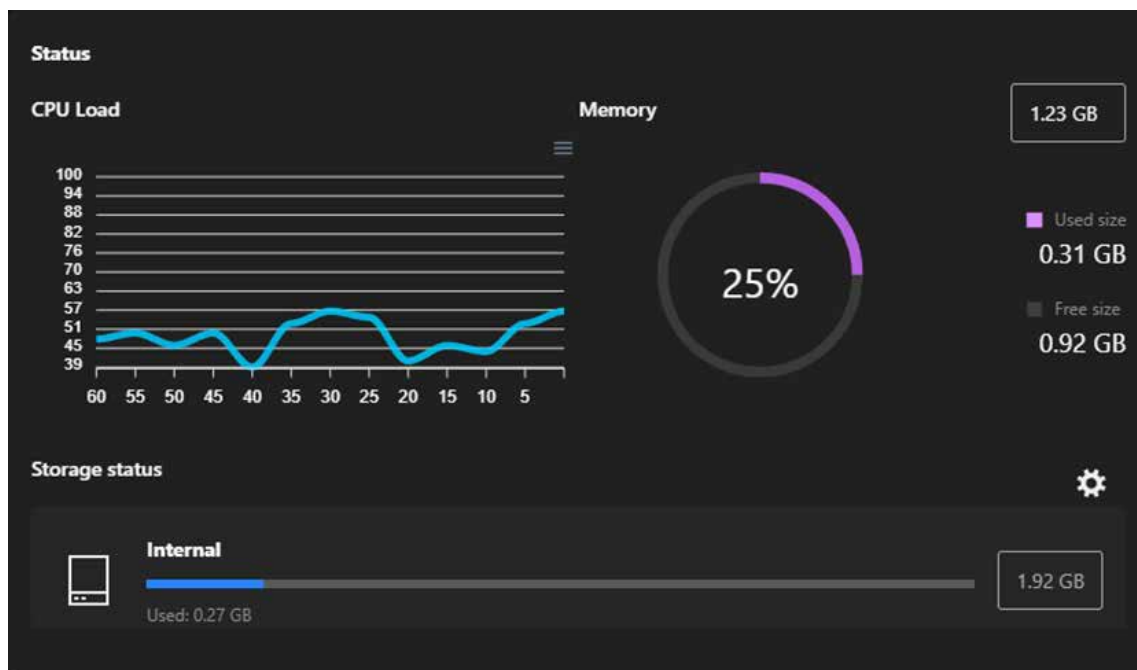 Status
CPU Load
100
94
88
82
76
70
63
57
51
45
39
60 55 50 45 40 35 30 25 20 15 10 5
Memory
1.23 GB
25%
Used size
0.31 GB
Free size
0.92 GB
Storage status
Internal
1.92 GB
Used: 0.27 GB